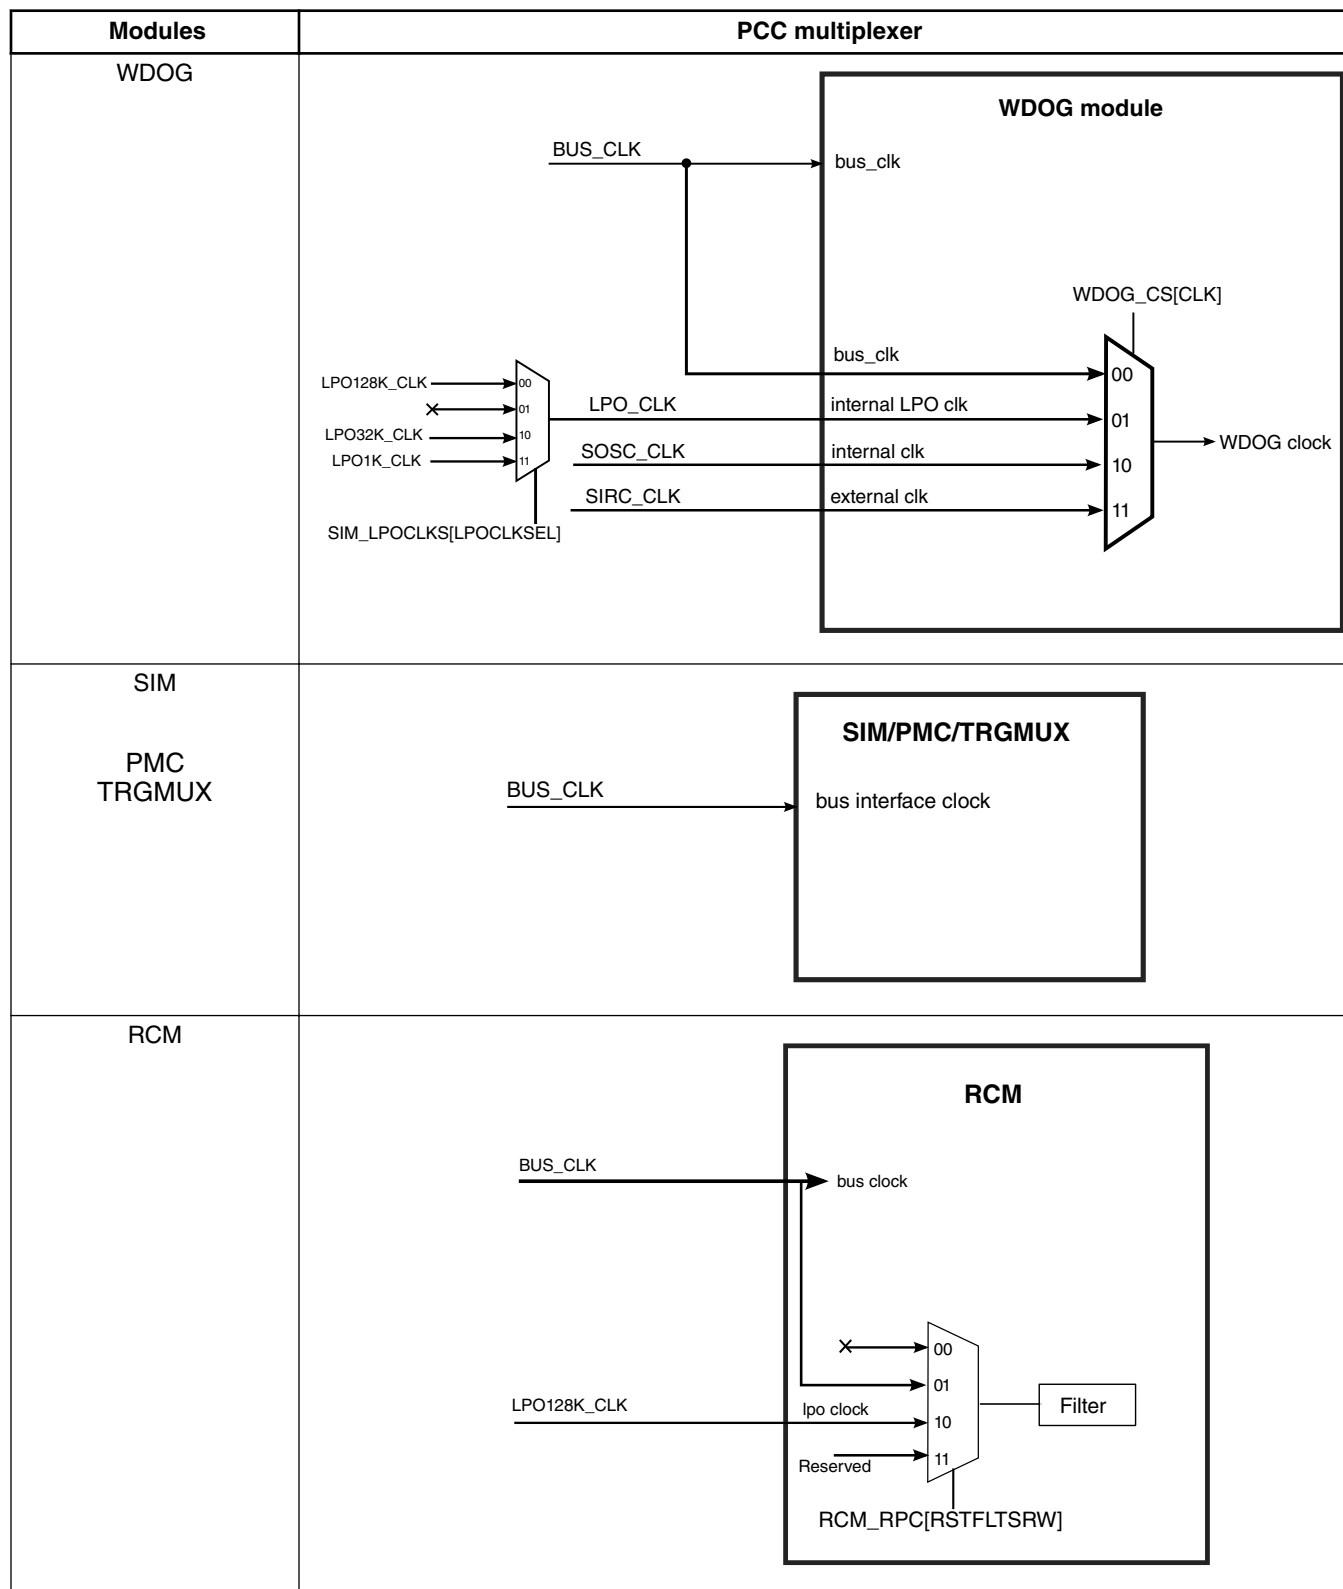 Modules
PCC multiplexer
WDOG
WDOG module
BUS_CLK
bus_clk
WDOG_CS[CLK]
bus_clk
00
LPO128K_CLK
00
01
LPO_CLK
internal LPO clk
01
LPO32K_CLK
10
WDOG clock
LPO1K_CLK
11
SOSC_CLK
internal clk
10
SIRC_CLK
external clk
11
SIM_LPOCLKS[LPOCLKSEL]
SIM
PMC
TRGMUX
SIM/PMC/TRGMUX
BUS_CLK
bus interface clock
RCM
RCM
BUS_CLK
bus clock
00
01
LPO128K_CLK
lpo clock
10
Filter
Reserved
11
RCM_RPC[RSTFLTSRW]